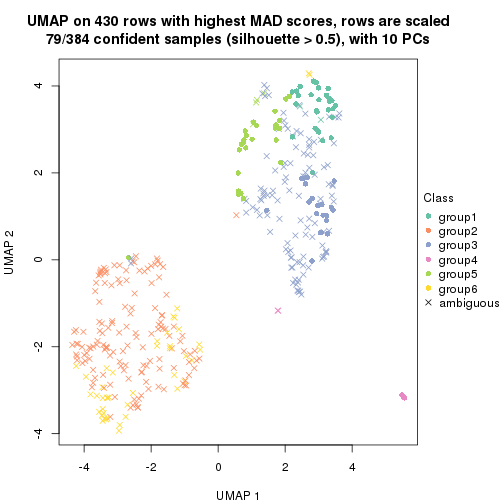 UMAP on 430 rows with highest MAD scores, rows are scaled
79/384 confident samples (silhouette > 0.5), with 10 PCs
4
2
0
-2
-4
UMAP 2
-4
-2
0
2
4
UMAP 1
Class
group1
group2
group3
group4
group5
group6
ambiguous